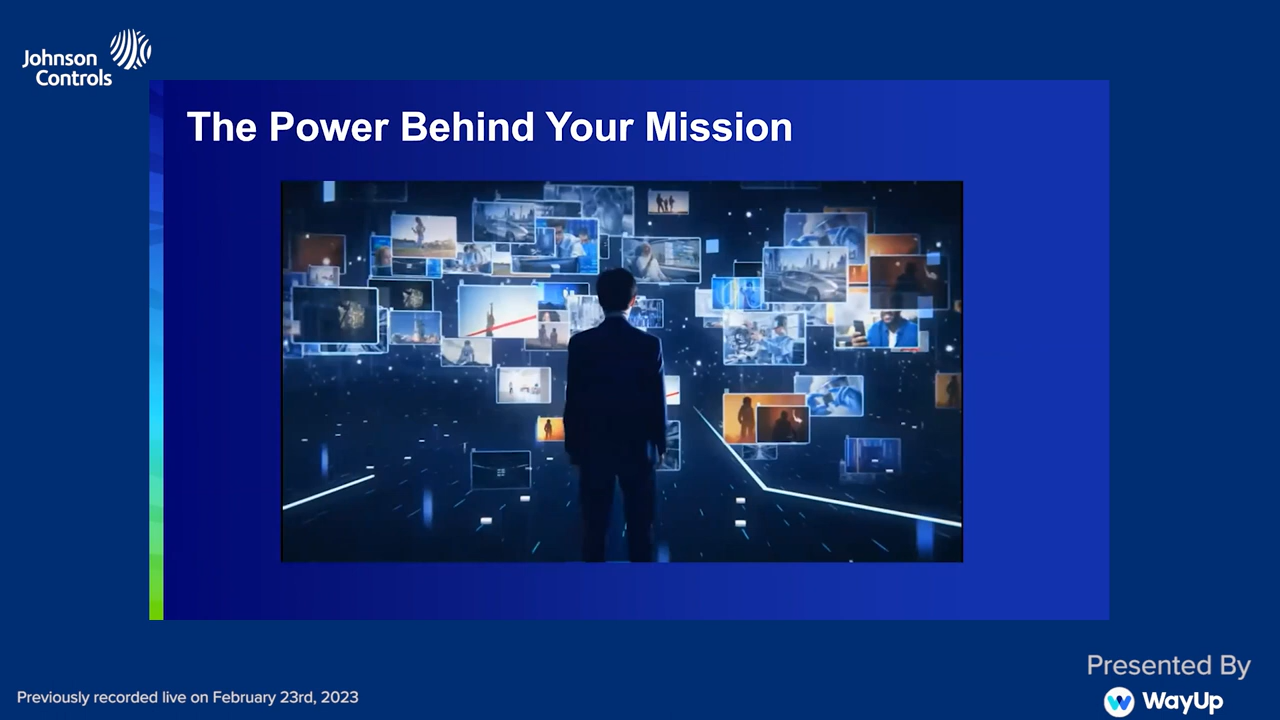 Johnson
Controls
The Power Behind Your Mission
Presented By
WayUp
Previously recorded live on February 23rd, 2023